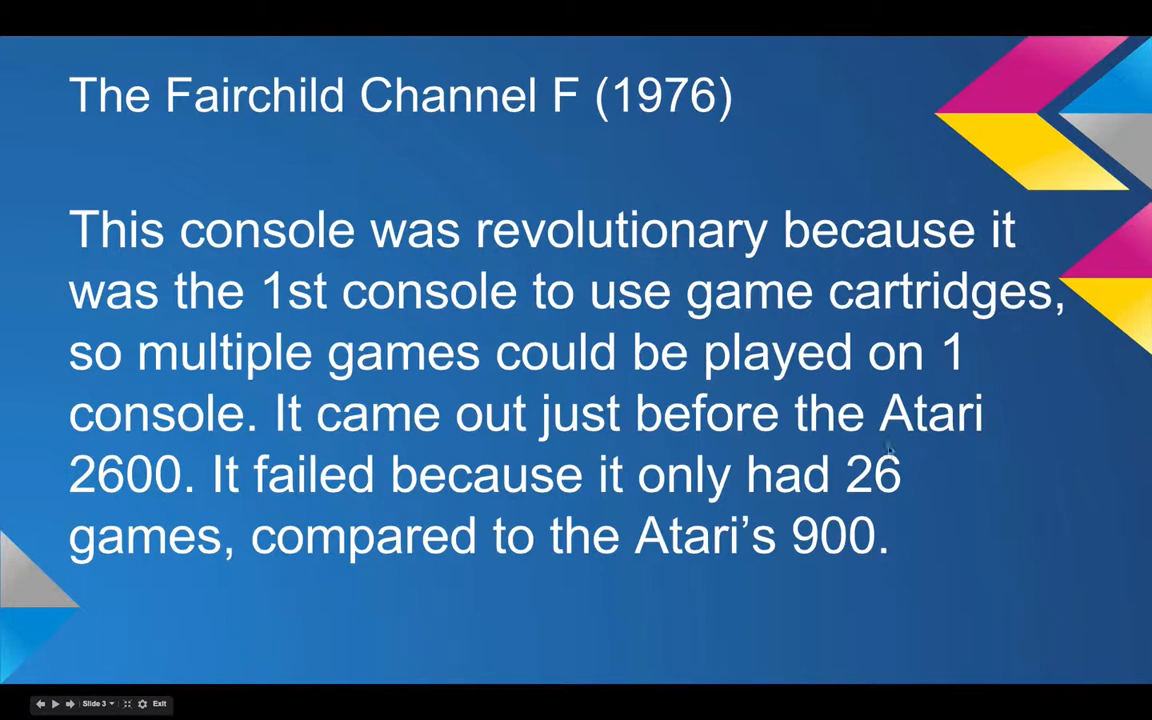 The Fairchild Channel F (1976)
This console was revolutionary because it
was the 1st console to use game cartridges,
so multiple games could be played on 1
console. It came out just before the Atari
2600. It failed because it only had 26
games, compared to the Atari’s 900.
Slide 3
Exit